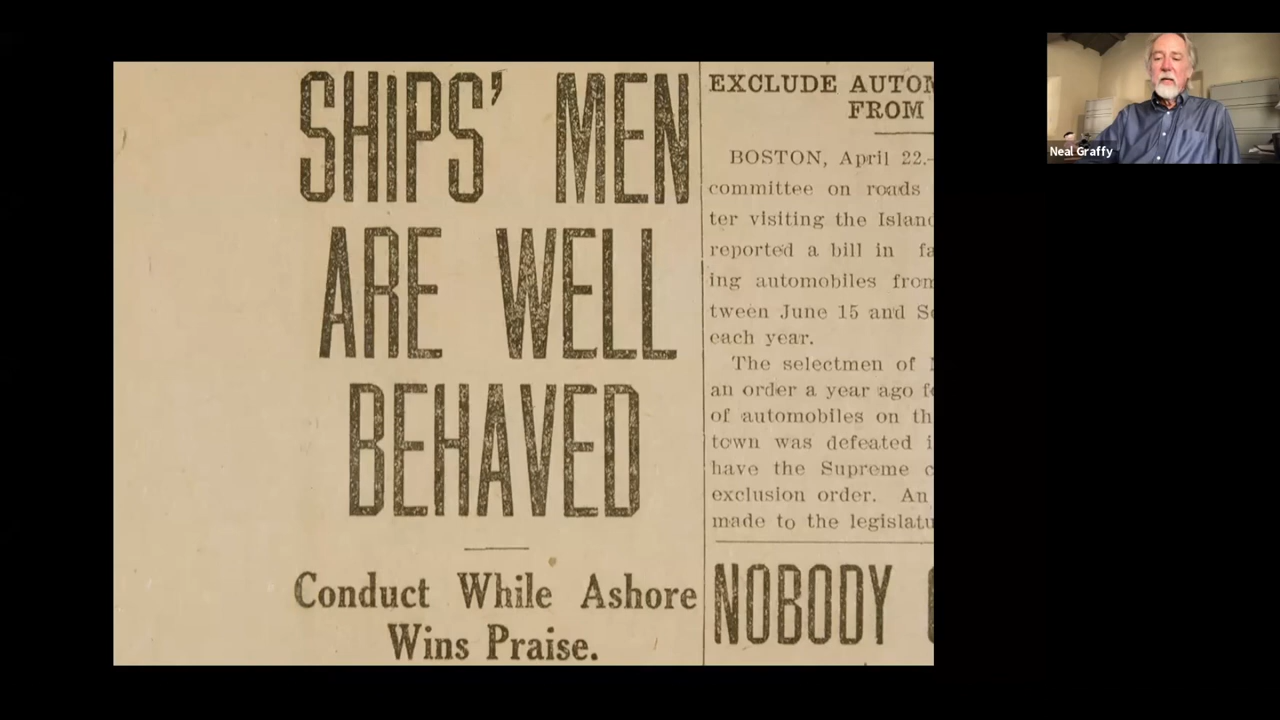 SHIPS' MEN
ARE WELL
BEHAVED
Conduct While Ashore
Wins Praise.
EXCLUDE AUTOM
FROM
BOSTON, April 22.-
committee on roads
ter visiting the Islan
reported a bill in fa
ing automobiles from
tween June 15 and Se
each year.
The selectmen of
an order a year ago f
of automobiles on th
town was defeated i
have the Supreme c
exclusion order. An
made to the legislatu
NOBODY
Neal Graffy